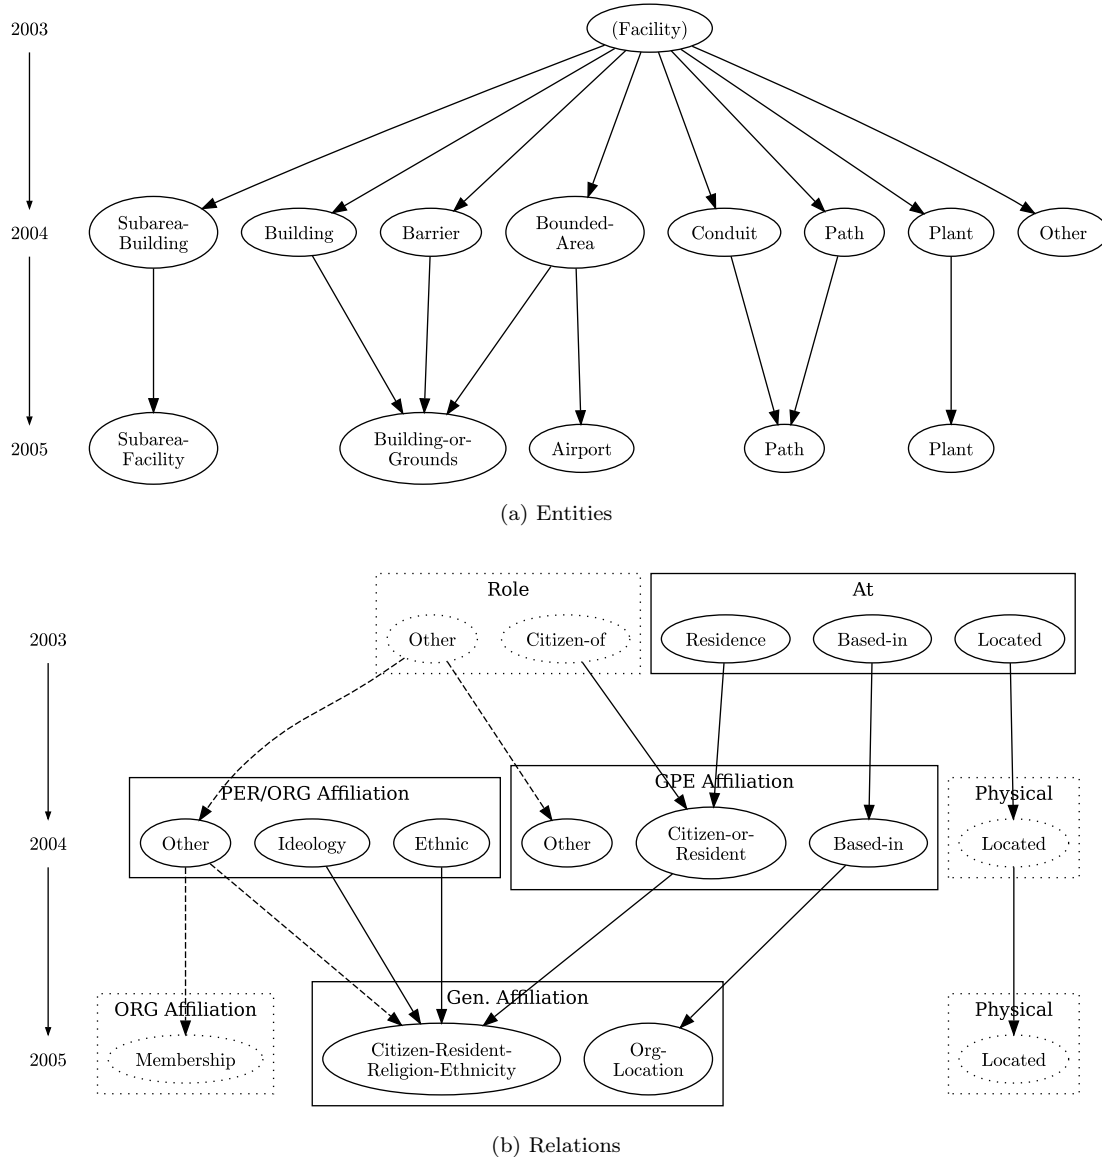 2003
(Facility)
2004
Subarea-
Building
Building
Barrier
Bounded-
Area
Conduit
Path
Plant
Other
2005
Subarea-
Facility
Building-or-
Grounds
Airport
Path
Plant
(a) Entities
Role
At
2003
Other
Citizen-of
Residence
Based-in
Located
PER/ORG Affiliation
GPE Affiliation
Physical
2004
Other
Ideology
Ethnic
Other
Citizen-or-
Resident
Based-in
Located
ORG Affiliation
Gen. Affiliation
Physical
2005
Membership
Citizen-Resident-
Religion-Ethnicity
Org-
Location
Located
(b) Relations